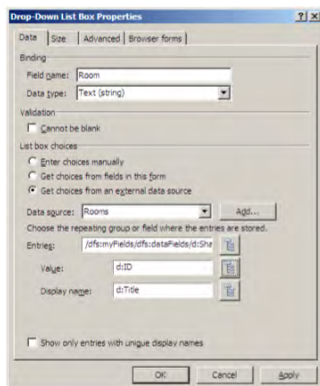 Drop-Down List Box Properties
Data Size Advanced Browser forms
Binding
Field name: Room
Data type: Text (string)
Validation
Cannot be blank
List box choices
Enter choices manually
Get choices from fields in this form
Get choices from an external data source
Data source: Rooms Add...
Choose the repeating group or field where the entries are stored.
Entries: /dfs:myFields/dfs:dataFields/d:Sha
Value: d:ID
Display name: d:Title
Show only entries with unique display names
OK Cancel Apply